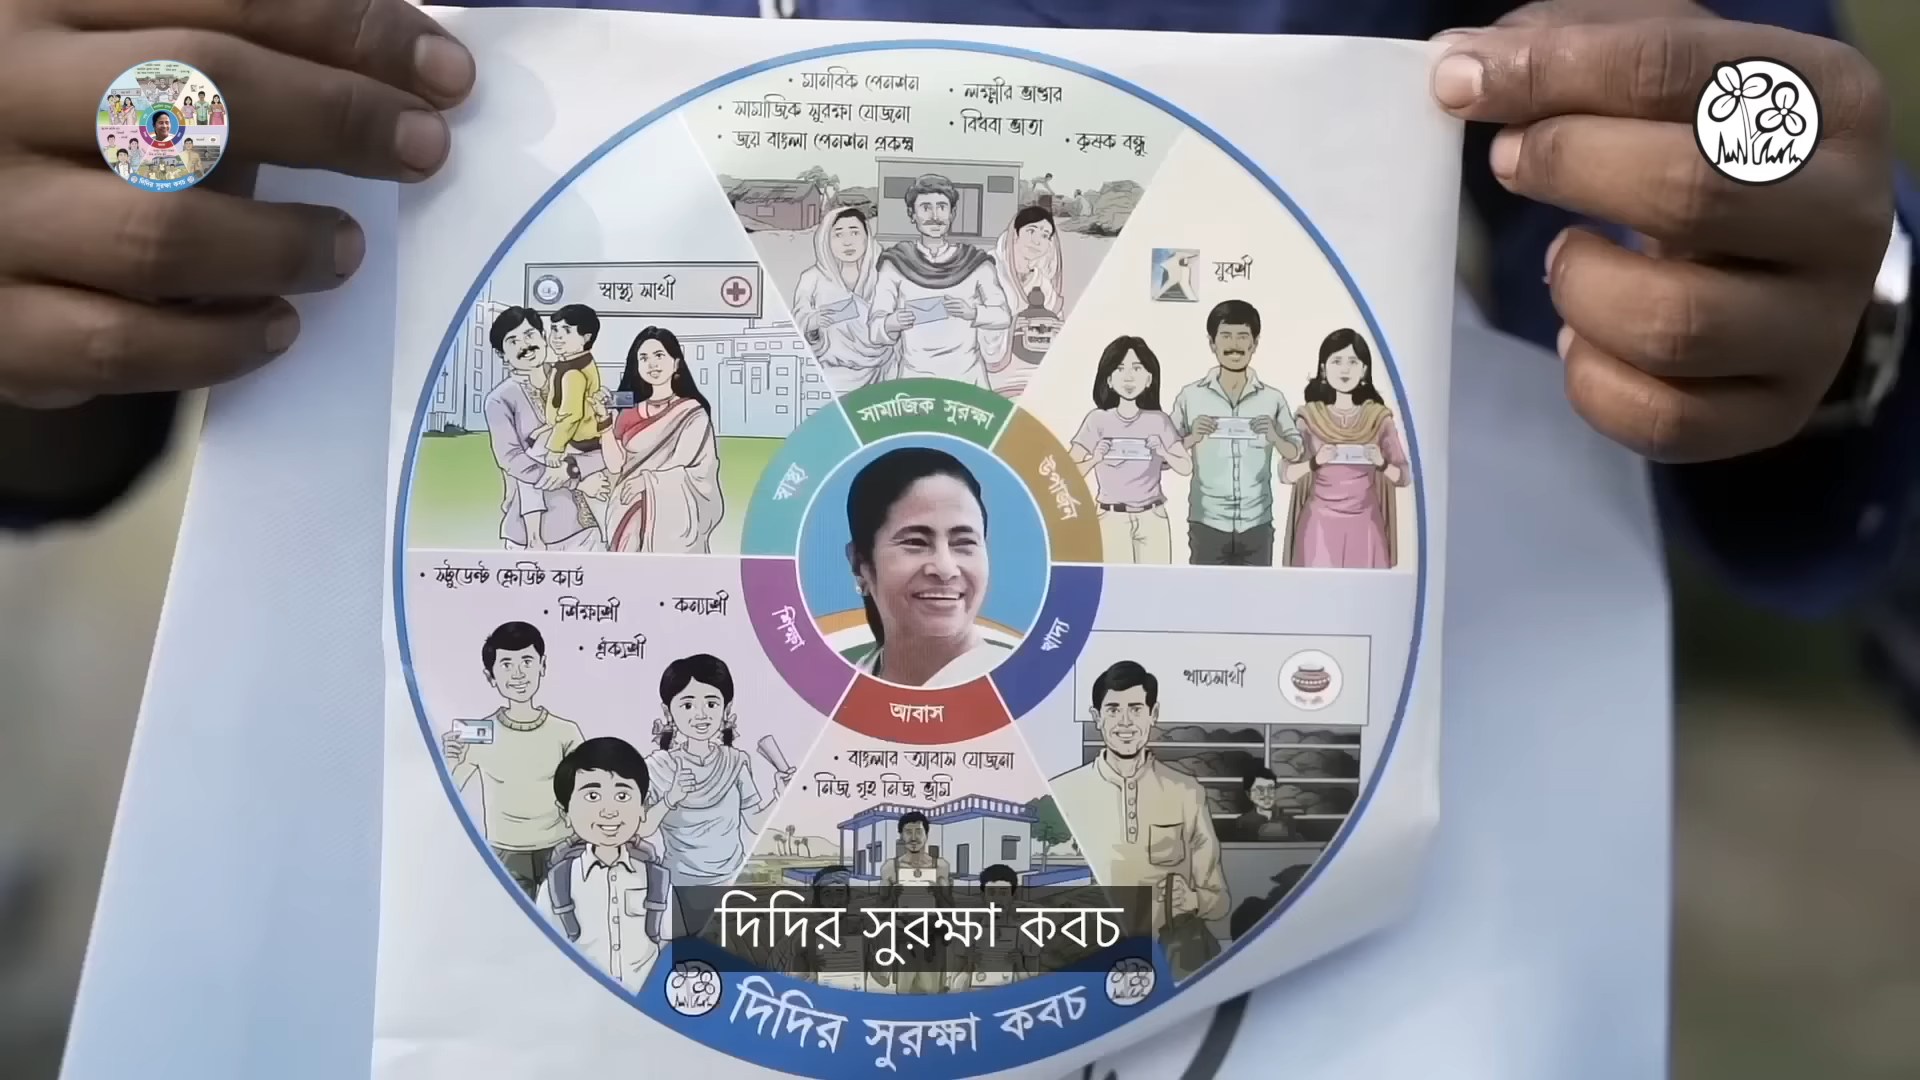 মানবিক পেনশন
সামাজিক সুরক্ষা যোজনা
জয় বাংলা পেনশন প্রকল্প
লক্ষ্মীর ভাণ্ডার
বিধবা ভাতা
কৃষক বন্ধু
স্বাস্থ্য সাথী
যুবশ্রী
সামাজিক সুরক্ষা
স্বাস্থ্য
উপার্জন
স্টুডেন্ট ক্রেডিট কার্ড
শিক্ষাশ্রী
কন্যাশ্রী
ঐক্যশ্রী
শিক্ষা
খাদ্য
খাদ্যসাথী
আবাস
বাংলার আবাস যোজনা
নিজ গৃহ নিজ ভূমি
দিদির সুরক্ষা কবচ
দিদির সুরক্ষা কবচ